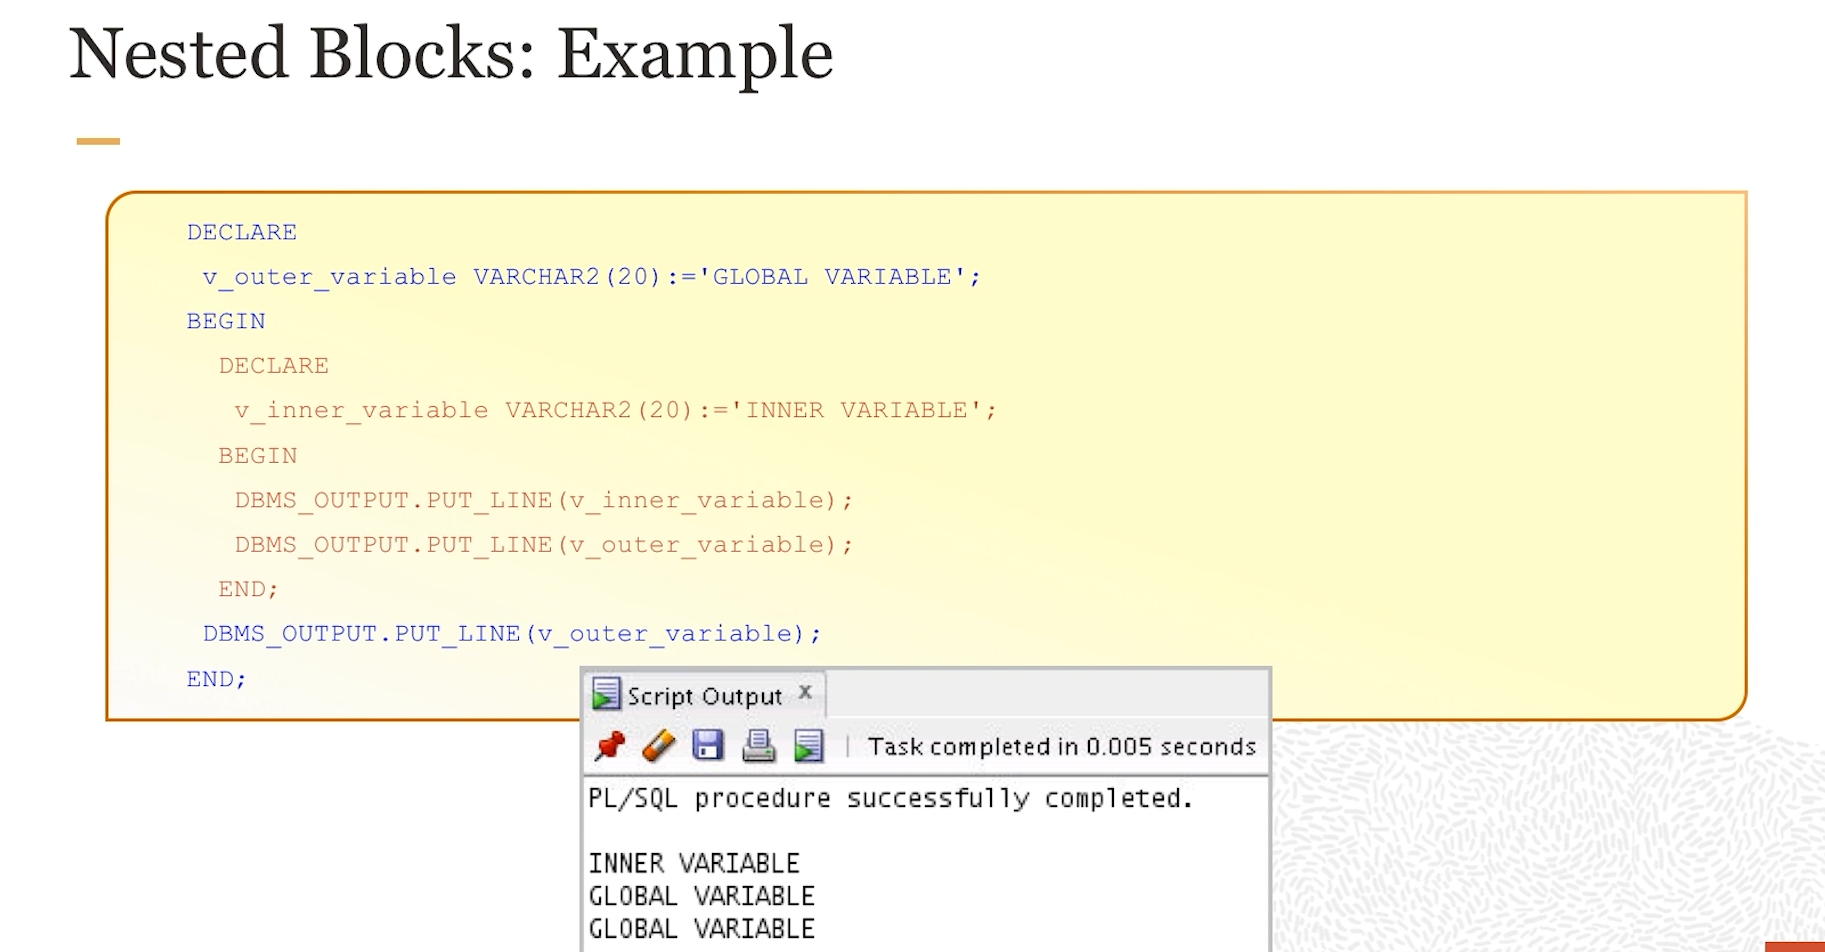 Nested Blocks: Example
DECLARE
v_outer_variable VARCHAR2(20):='GLOBAL VARIABLE';
BEGIN
DECLARE
v_inner_variable VARCHAR2(20):='INNER VARIABLE';
BEGIN
DBMS_OUTPUT.PUT_LINE(v_inner_variable);
DBMS_OUTPUT.PUT_LINE(v_outer_variable);
END;
DBMS_OUTPUT.PUT_LINE(v_outer_variable);
END;
Script Output x
Task completed in 0.005 seconds
PL/SQL procedure successfully completed.
INNER VARIABLE
GLOBAL VARIABLE
GLOBAL VARIABLE